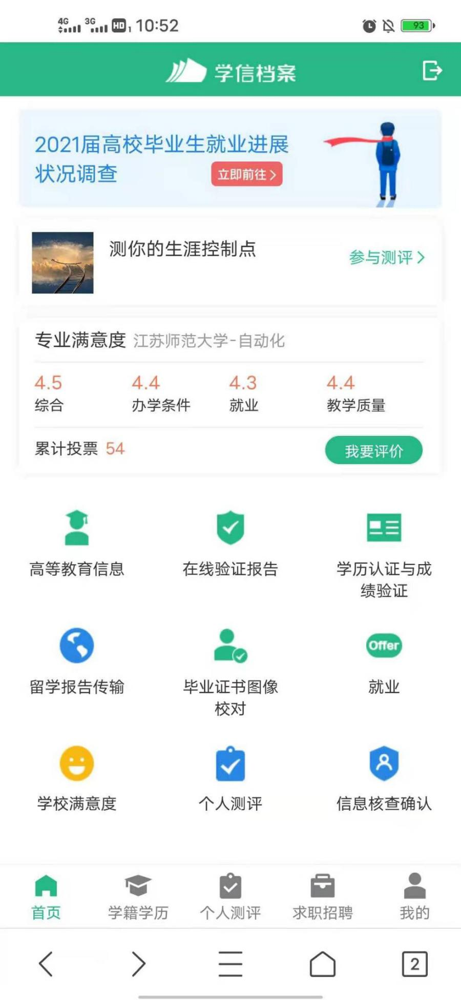 4G 3G HD 1 10:52 93
学信档案
2021届高校毕业生就业进展
状况调查 立即前往
测你的生涯控制点
参与测评
专业满意度 江苏师范大学-自动化
4.5 4.4 4.3 4.4
综合 办学条件 就业 教学质量
累计投票 54 我要评价
高等教育信息 在线验证报告 学历认证与成
绩验证
Offer
留学报告传输 毕业证书图像 就业
校对
学校满意度 个人测评 信息核查确认
首页 学籍学历 个人测评 求职招聘 我的
2